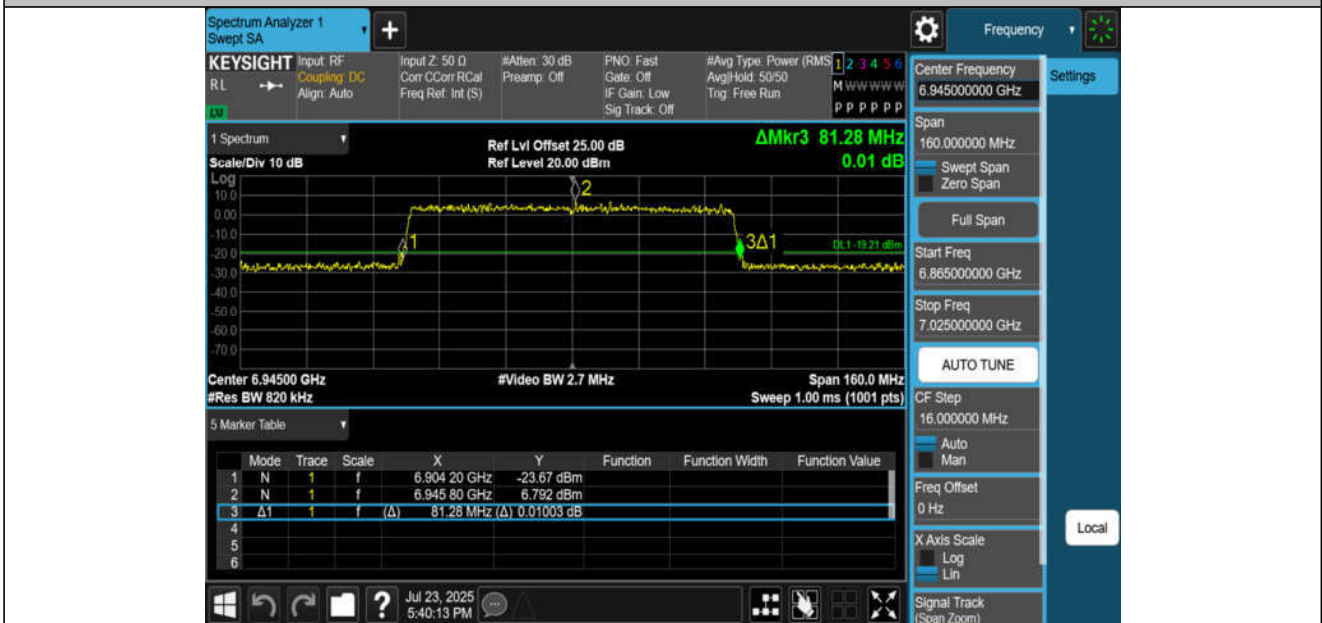 Spectrum Analyzer 1
Swept SA
+
Frequency
KEYSIGHT
RL
Input: RF
Coupling: DC
Align: Auto
Input Z: 50 Ω
Corr CCorr RCal
Freq Ref: Int (S)
#Atten: 30 dB
Preamp: Off
PNO: Fast
Gate: Off
IF Gain: Low
Sig Track: Off
#Avg Type: Power (RMS
Avg|Hold: 50/50
Trig: Free Run
1 2 3 4 5 6
M W W W W W
P P P P P P
1 Spectrum
Scale/Div 10 dB
Ref Lvl Offset 25.00 dB
Ref Level 20.00 dBm
ΔMkr3 81.28 MHz
0.01 dB
Log
10.0
0.00
-10.0
-20.0
-30.0
-40.0
-50.0
-60.0
-70.0
2
1
3Δ1
DL1 -19.21 dBm
Center 6.94500 GHz
#Video BW 2.7 MHz
Span 160.0 MHz
#Res BW 820 kHz
Sweep 1.00 ms (1001 pts)
5 Marker Table
Mode Trace Scale X Y Function Function Width Function Value
1 N 1 f 6.904 20 GHz -23.67 dBm
2 N 1 f 6.945 80 GHz 6.792 dBm
3 Δ1 1 f (Δ) 81.28 MHz (Δ) 0.01003 dB
4
5
6
?
Jul 23, 2025
5:40:13 PM
Center Frequency
6.945000000 GHz
Settings
Span
160.000000 MHz
Swept Span
Zero Span
Full Span
Start Freq
6.865000000 GHz
Stop Freq
7.025000000 GHz
AUTO TUNE
CF Step
16.000000 MHz
Auto
Man
Freq Offset
0 Hz
X Axis Scale
Log
Lin
Local
Signal Track
(Span Zoom)